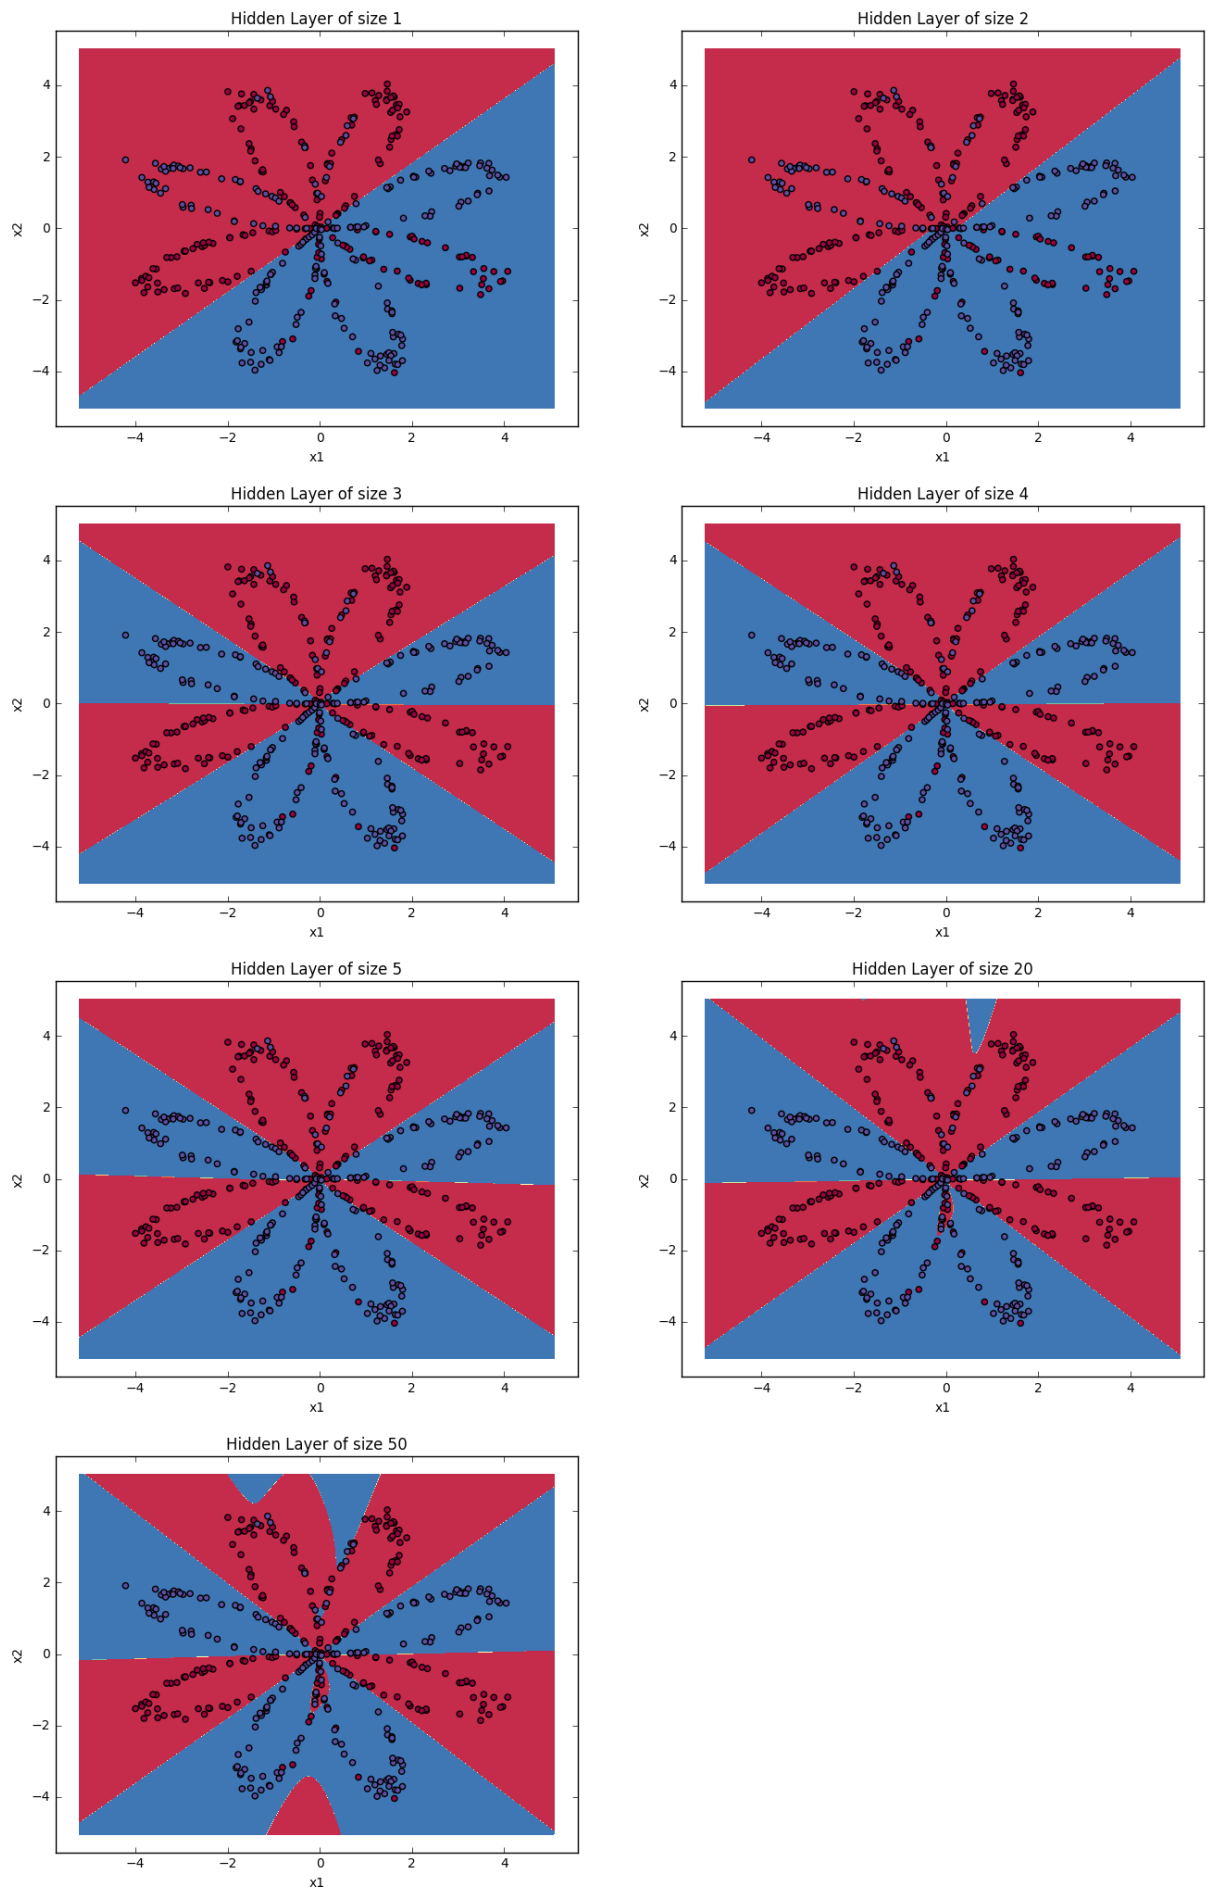 Hidden Layer of size 1
4
2
0
−2
−4
x2
−4 −2 0 2 4
x1
Hidden Layer of size 2
4
2
0
−2
−4
x2
−4 −2 0 2 4
x1
Hidden Layer of size 3
4
2
0
−2
−4
x2
−4 −2 0 2 4
x1
Hidden Layer of size 4
4
2
0
−2
−4
x2
−4 −2 0 2 4
x1
Hidden Layer of size 5
4
2
0
−2
−4
x2
−4 −2 0 2 4
x1
Hidden Layer of size 20
4
2
0
−2
−4
x2
−4 −2 0 2 4
x1
Hidden Layer of size 50
4
2
0
−2
−4
x2
−4 −2 0 2 4
x1